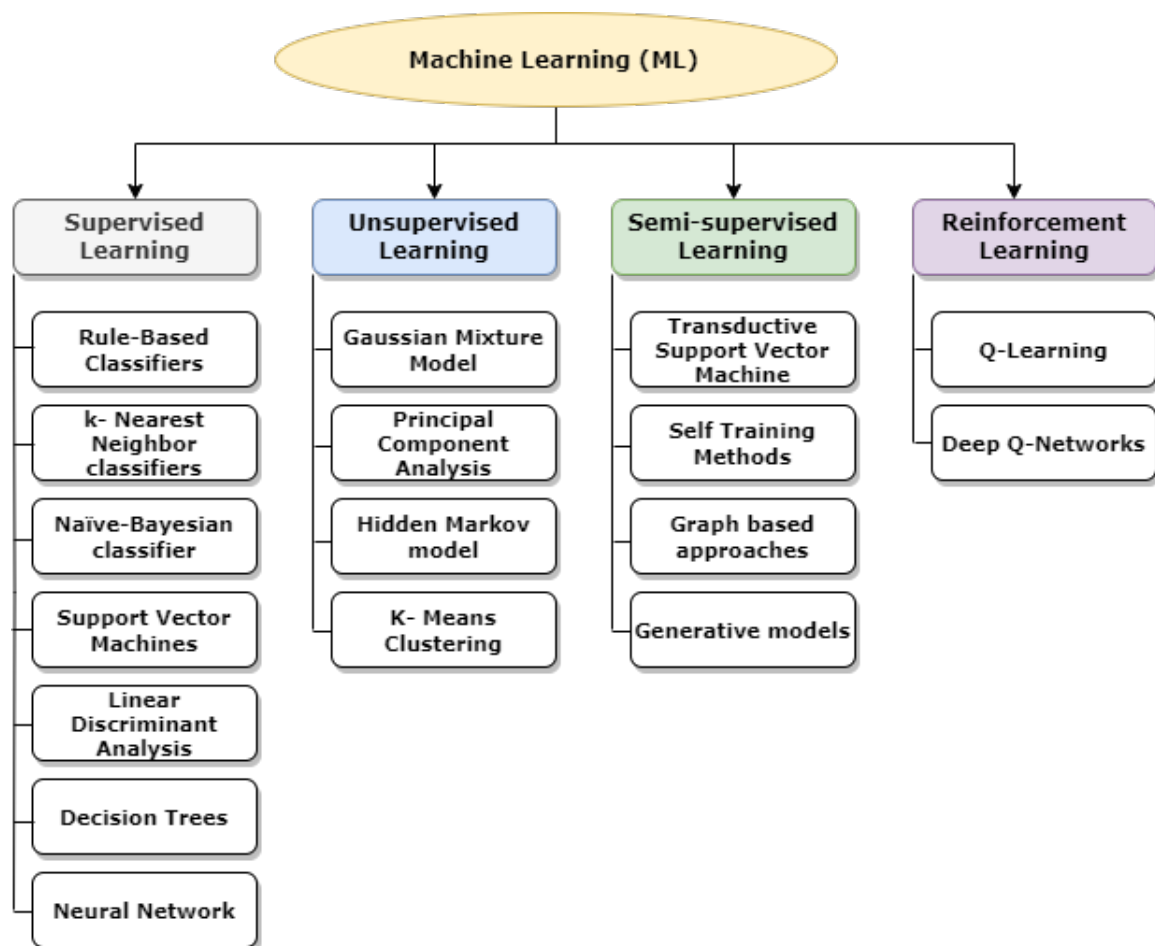 Machine Learning (ML)
Supervised
Learning
Rule-Based
Classifiers
k- Nearest
Neighbor
classifiers
Naïve-Bayesian
classifier
Support Vector
Machines
Linear
Discriminant
Analysis
Decision Trees
Neural Network
Unsupervised
Learning
Gaussian Mixture
Model
Principal
Component
Analysis
Hidden Markov
model
K- Means
Clustering
Semi-supervised
Learning
Transductive
Support Vector
Machine
Self Training
Methods
Graph based
approaches
Generative models
Reinforcement
Learning
Q-Learning
Deep Q-Networks